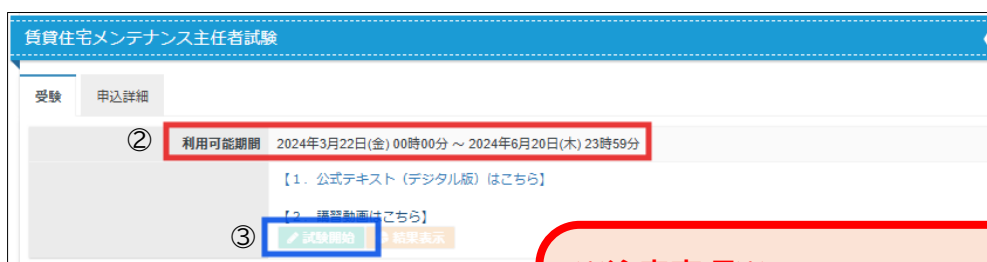 賃貸住宅メンテナンス主任者試験
受験 申込詳細
② 利用可能期間 2024年3月22日(金) 00時00分 ~ 2024年6月20日(木) 23時59分
【1. 公式テキスト（デジタル版）はこちら】
【2. 講習動画はこちら】
③ 試験開始 結果表示